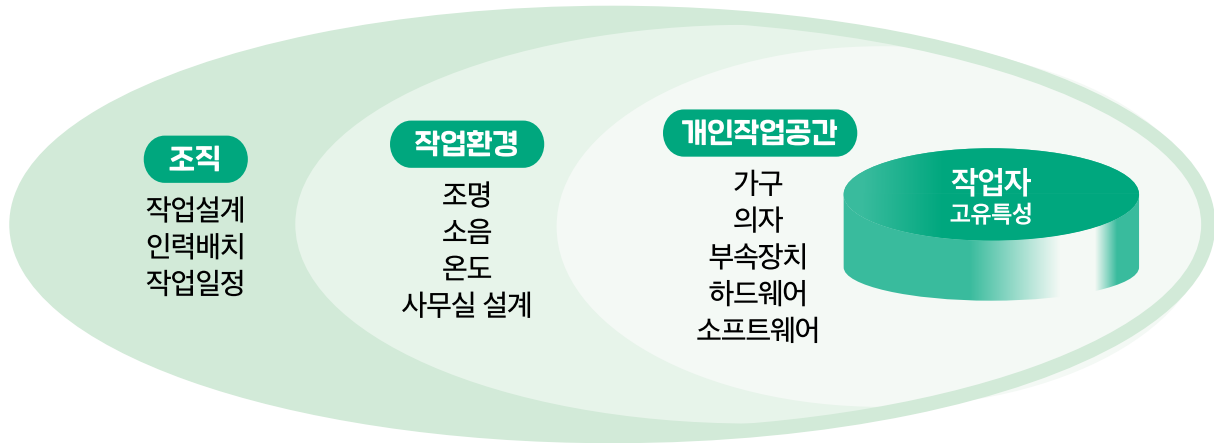 조직
작업설계
인력배치
작업일정
작업환경
조명
소음
온도
사무실 설계
개인작업공간
가구
의자
부속장치
하드웨어
소프트웨어
작업자
고유특성